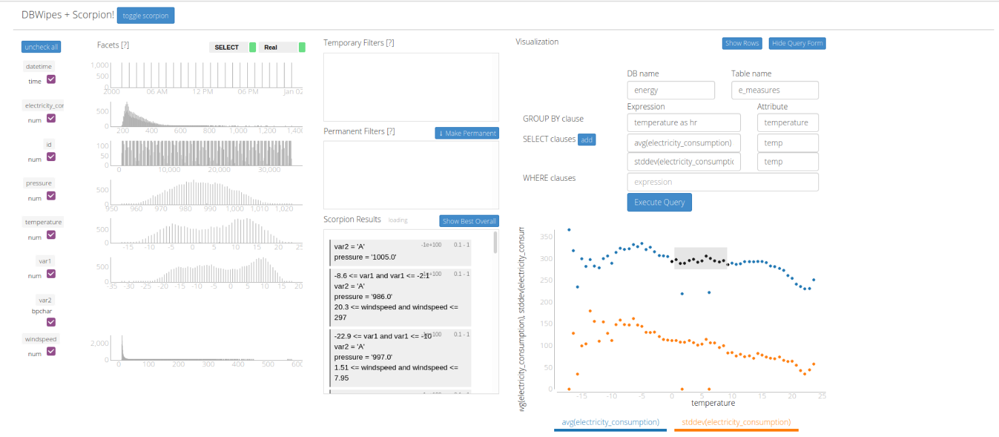 DBWipes + Scorpion! toggle scorpion
uncheck all
Facets [?]
SELECT
Real
datetime
time
1,000
500
0
2000 06 AM 12 PM 06 PM Jan 02
electricity_cor
num
500
0
200 400 600 800 1,000 1,200 1,40
id
num
100
50
0
0 10,000 20,000 30,000
pressure
num
500
0
950 960 970 980 990 1,000 1,010 1,020
temperature
num
500
0
-15 -10 -5 0 5 10 15 20 25
var1
num
500
0
-35 -30 -25 -20 -15 -10 -5 0 5 10 15 20
var2
bpchar
windspeed
num
2,000
0
0 100 200 300 400 500 600
Temporary Filters [?]
Permanent Filters [?]
↓ Make Permanent
Scorpion Results loading
Show Best Overall
var2 = 'A' -1e+100 0.1 - 1
pressure = '1005.0'
-8.6 <= var1 and var1 <= -2.1 -1e+100 0.1 - 1
var2 = 'A'
pressure = '986.0'
20.3 <= windspeed and windspeed <=
297
-22.9 <= var1 and var1 <= -10 -1e+100 0.1 - 1
var2 = 'A'
pressure = '997.0'
1.51 <= windspeed and windspeed <=
7.95
Visualization
Show Rows
Hide Query Form
DB name
Table name
energy
e_measures
Expression
Attribute
GROUP BY clause
temperature as hr
temperature
SELECT clauses add
avg(electricity_consumption)
temp
stddev(electricity_consumptic
temp
WHERE clauses
expression
Execute Query
avg(electricity_consumption), stddev(electricity_consum
350
300
250
200
150
100
50
0
-15 -10 -5 0 5 10 15 20 25
temperature
avg(electricity_consumption)
stddev(electricity_consumption)